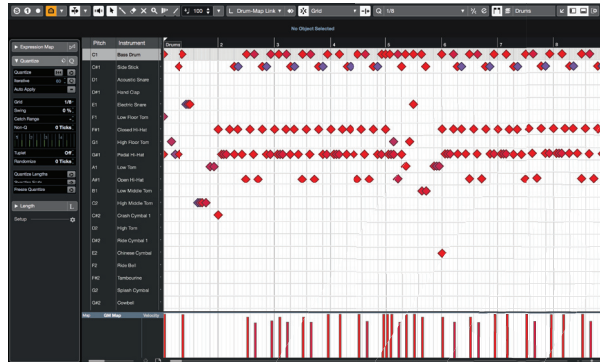 100
Drum-Map Link
Grid
Q 1/8
Drums
No Object Selected
Expression Map
Pitch Instrument
Drums 2 3 4 5 6 7 8
C1 Bass Drum
Quantize
C#1 Side Stick
Quantize
Iterative 60
D1 Acoustic Snare
Auto Apply
D#1 Hand Clap
Grid 1/8
E1 Electric Snare
Swing 0 %
F1 Low Floor Tom
Catch Range
Non-Q 0 Ticks
F#1 Closed Hi-Hat
G1 High Floor Tom
G#1 Pedal Hi-Hat
Tuplet Off
Randomize 0 Ticks
A1 Low Tom
Quantize Lengths
A#1 Open Hi-Hat
Freeze Quantize
B1 Low Middle Tom
Length
C2 High Middle Tom
Setup
C#2 Crash Cymbal 1
D2 High Tom
D#2 Ride Cymbal 1
E2 Chinese Cymbal
F2 Ride Bell
F#2 Tambourine
G2 Splash Cymbal
G#2 Cowbell
Map GM Map Velocity